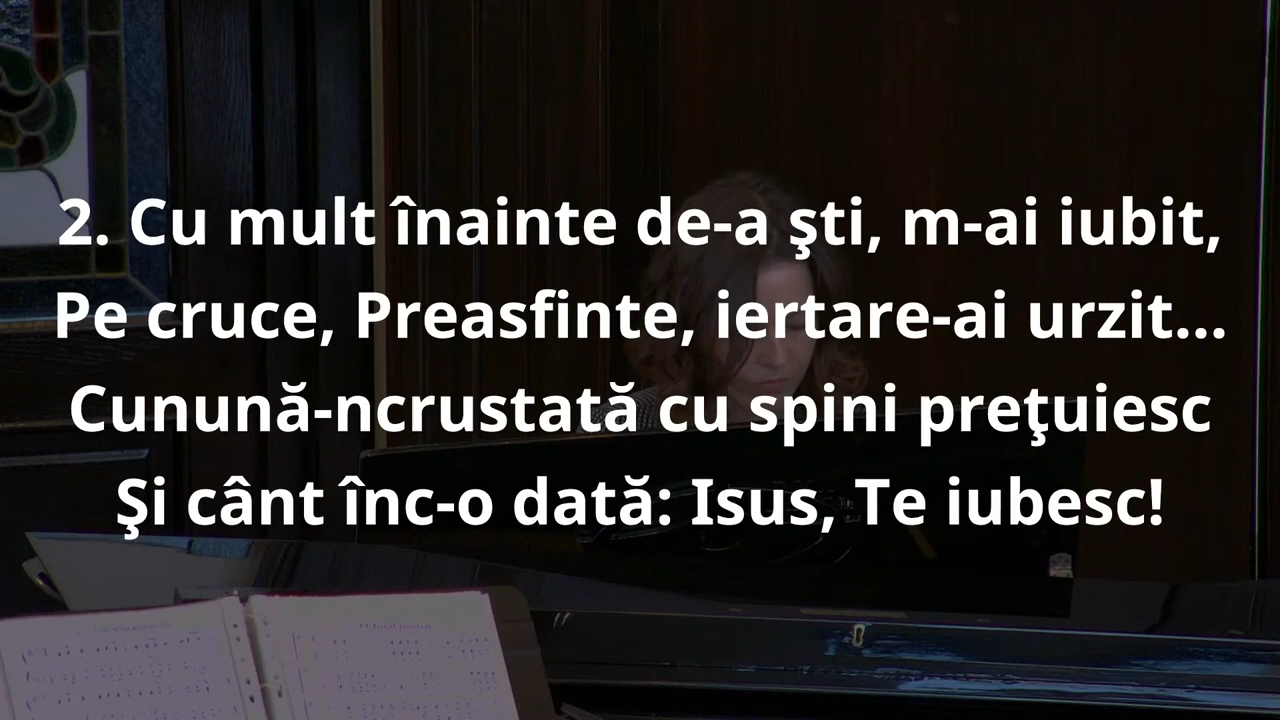 2. Cu mult înainte de-a şti, m-ai iubit,
Pe cruce, Preasfinte, iertare-ai urzit...
Cunună-ncrustată cu spini preţuiesc
Şi cânt înc-o dată: Isus, Te iubesc!